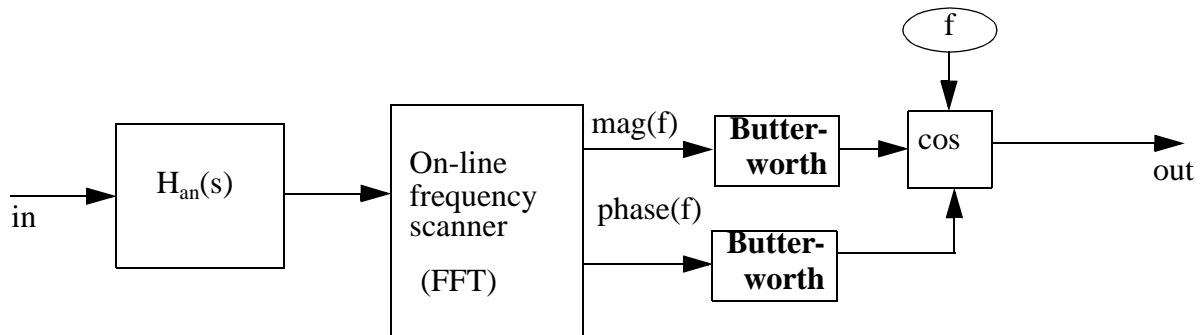 f
mag(f)
Butter-
worth
cos
On-line
frequency
scanner
(FFT)
H_an(s)
in
out
phase(f)
Butter-
worth